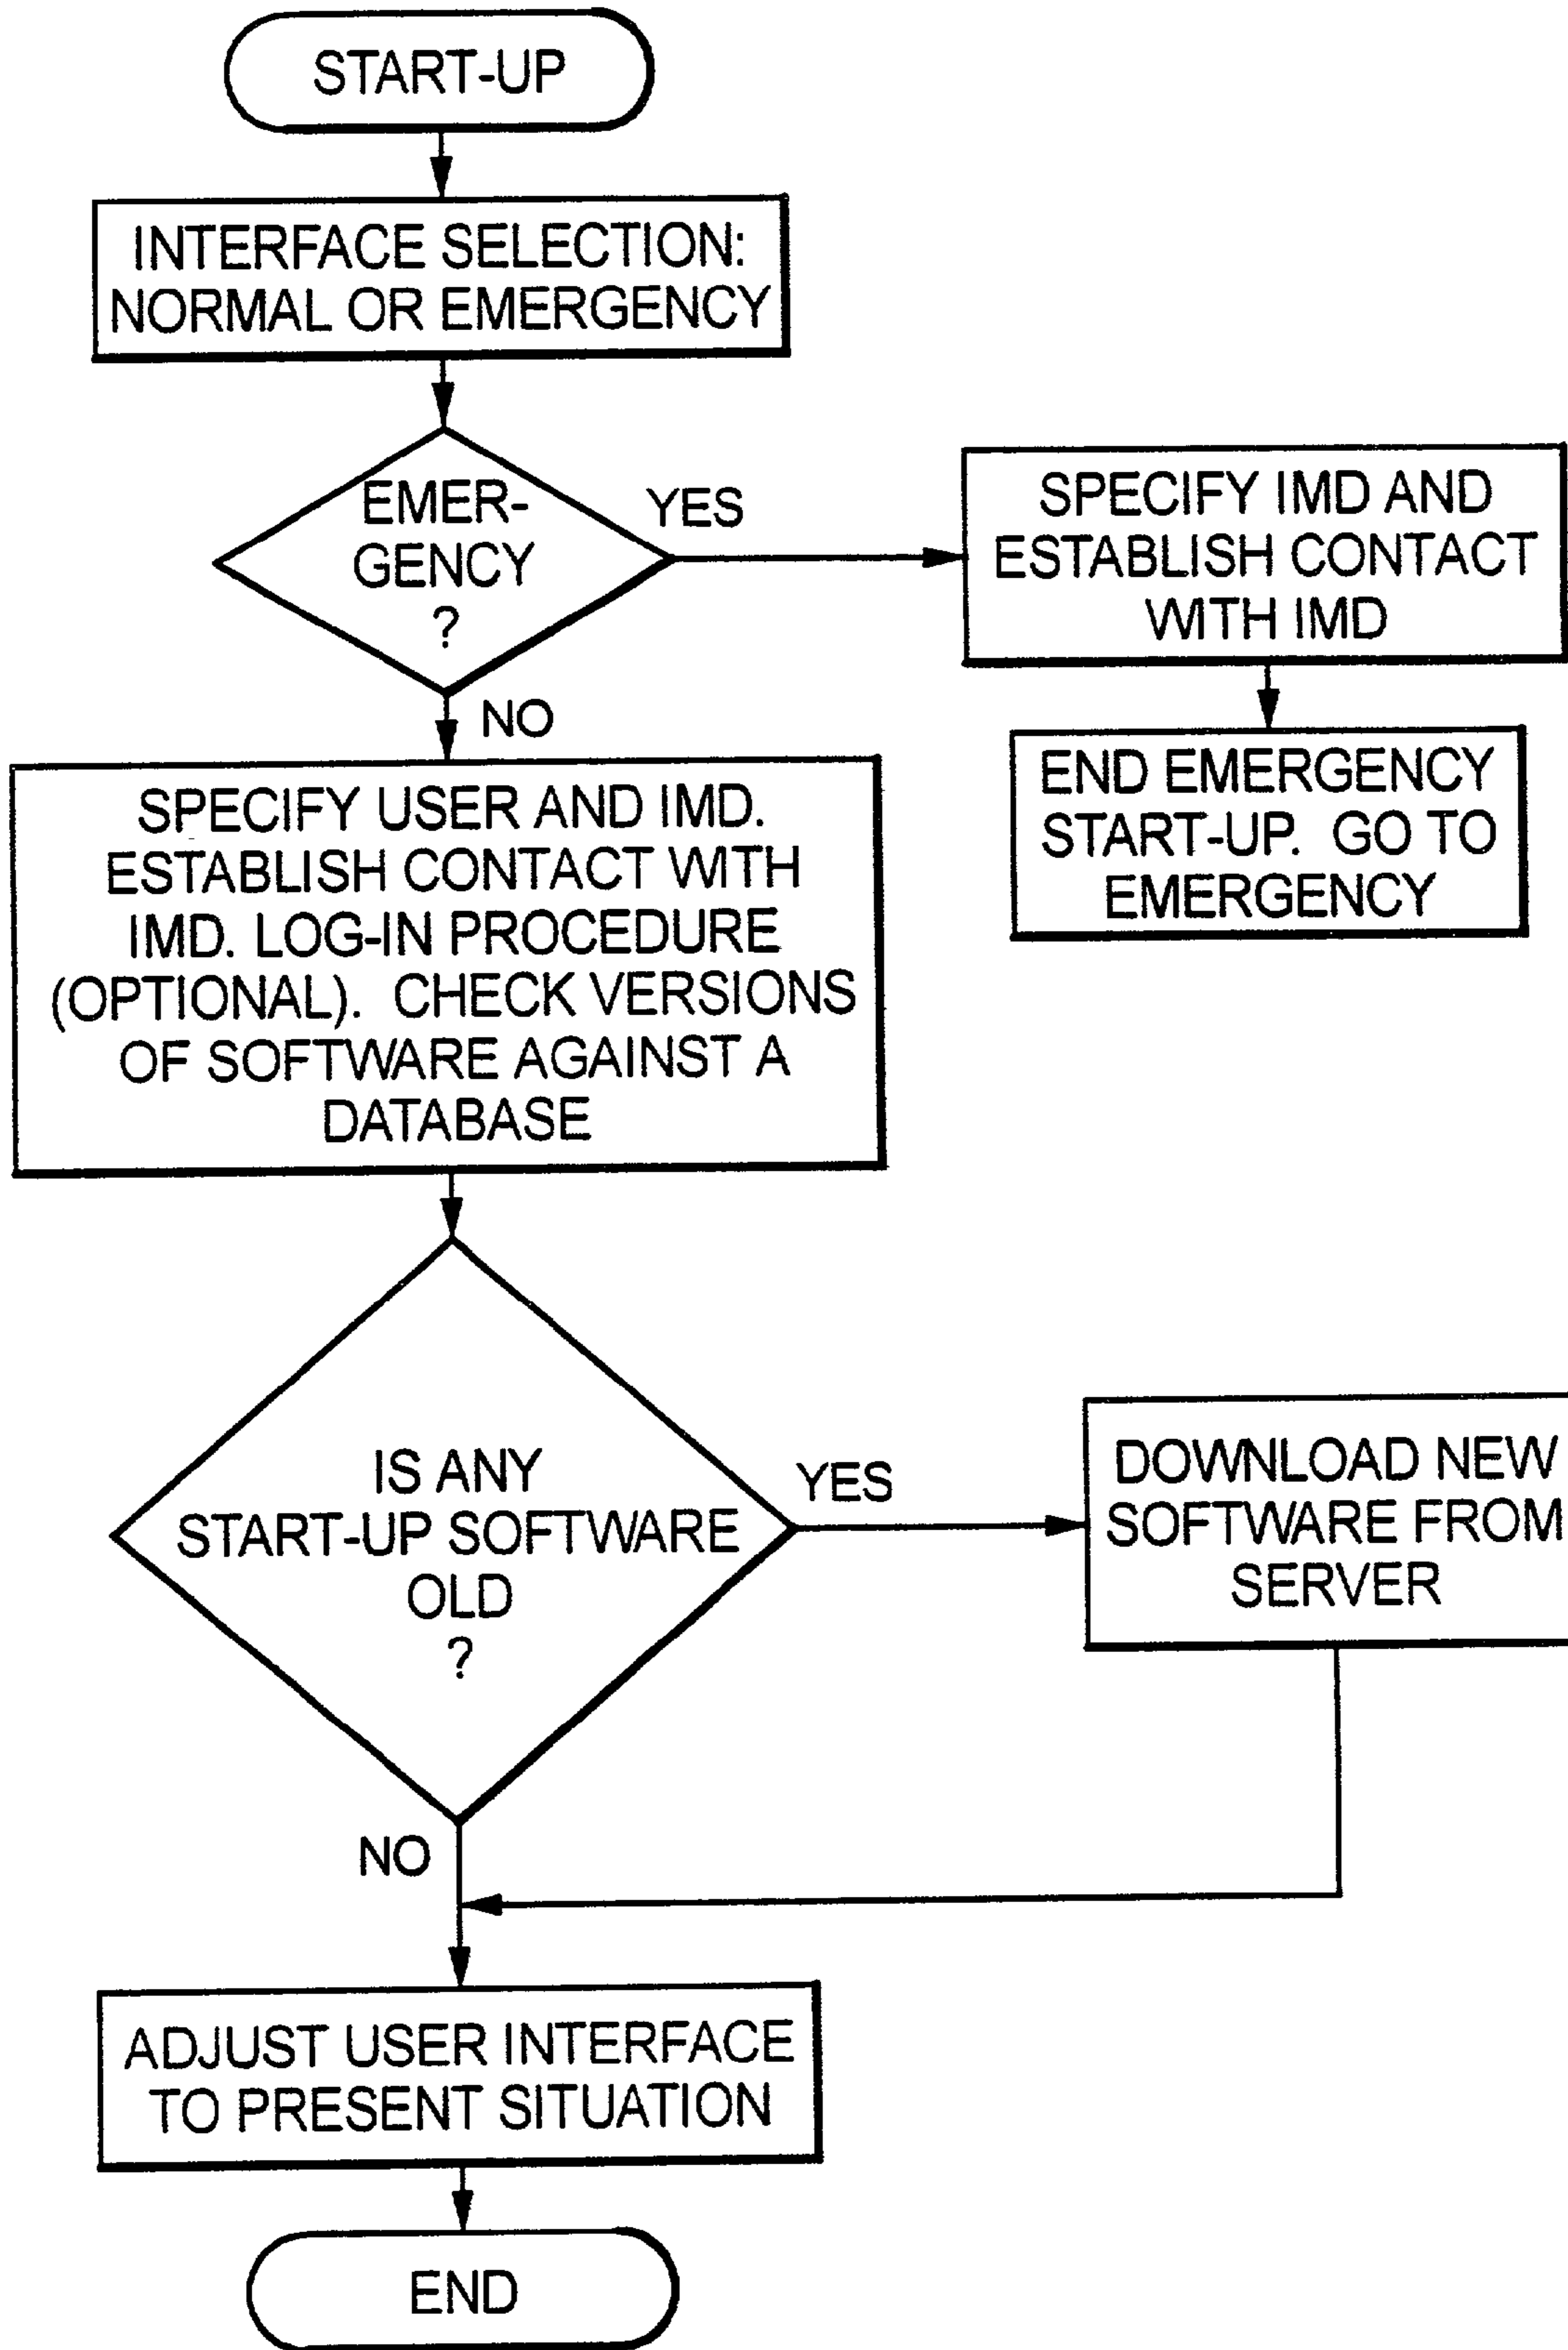 START-UP
INTERFACE SELECTION:
NORMAL OR EMERGENCY
EMER-
GENCY
?
YES
SPECIFY IMD AND
ESTABLISH CONTACT
WITH IMD
END EMERGENCY
START-UP. GO TO
EMERGENCY
NO
SPECIFY USER AND IMD.
ESTABLISH CONTACT WITH
IMD. LOG-IN PROCEDURE
(OPTIONAL). CHECK VERSIONS
OF SOFTWARE AGAINST A
DATABASE
IS ANY
START-UP SOFTWARE
OLD
?
YES
DOWNLOAD NEW
SOFTWARE FROM
SERVER
NO
ADJUST USER INTERFACE
TO PRESENT SITUATION
END